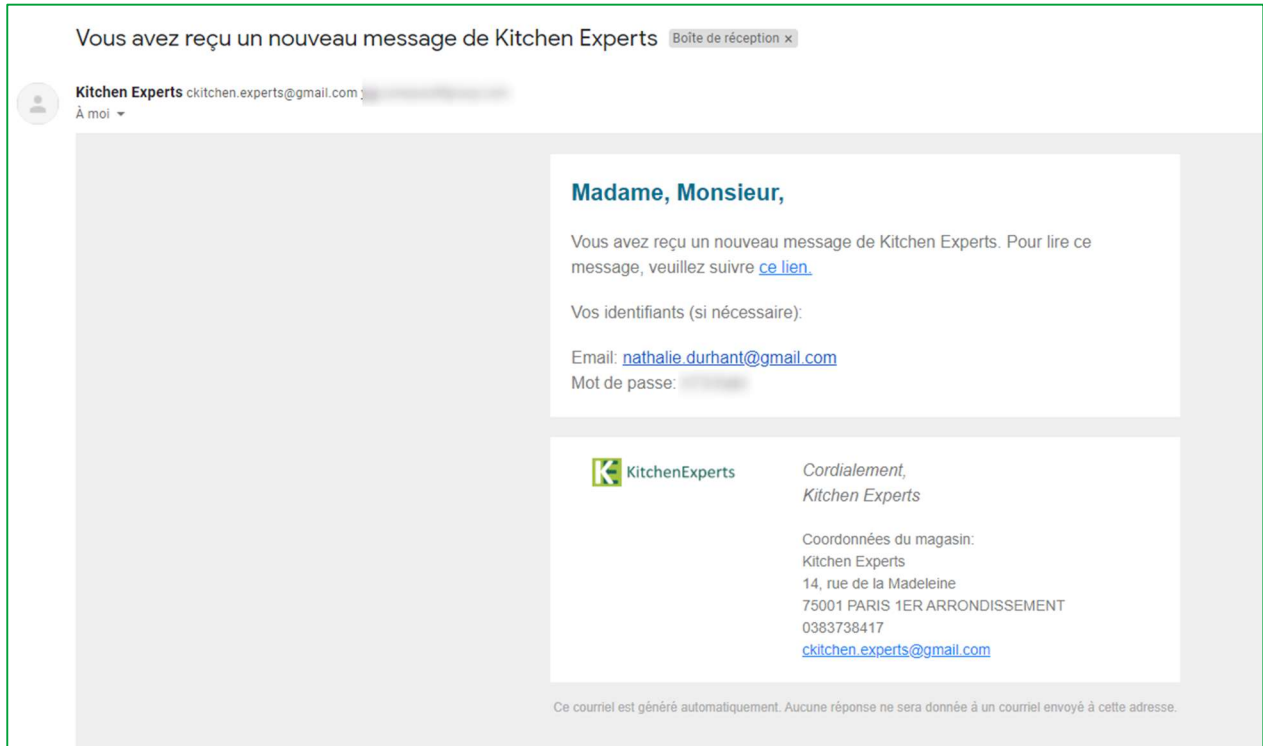 Vous avez reçu un nouveau message de Kitchen Experts Boîte de réception x
Kitchen Experts ckitchen.experts@gmail.com
À moi
Madame, Monsieur,
Vous avez reçu un nouveau message de Kitchen Experts. Pour lire ce
message, veuillez suivre ce lien.
Vos identifiants (si nécessaire):
Email: nathalie.durhant@gmail.com
Mot de passe:
KitchenExperts
Cordialement,
Kitchen Experts
Coordonnées du magasin:
Kitchen Experts
14, rue de la Madeleine
75001 PARIS 1ER ARRONDISSEMENT
0383738417
ckitchen.experts@gmail.com
Ce courriel est généré automatiquement. Aucune réponse ne sera donnée à un courriel envoyé à cette adresse.